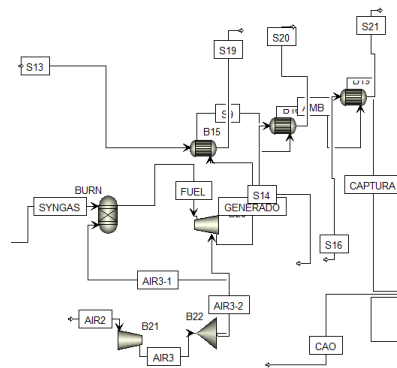 S21
S20
S19
S13
S9
AMB
B15
BURN
FUEL
S14
CAPTURA
SYNGAS
GENERADO
S16
AIR3-1
AIR3-2
AIR2
B21
B22
AIR3
CAO